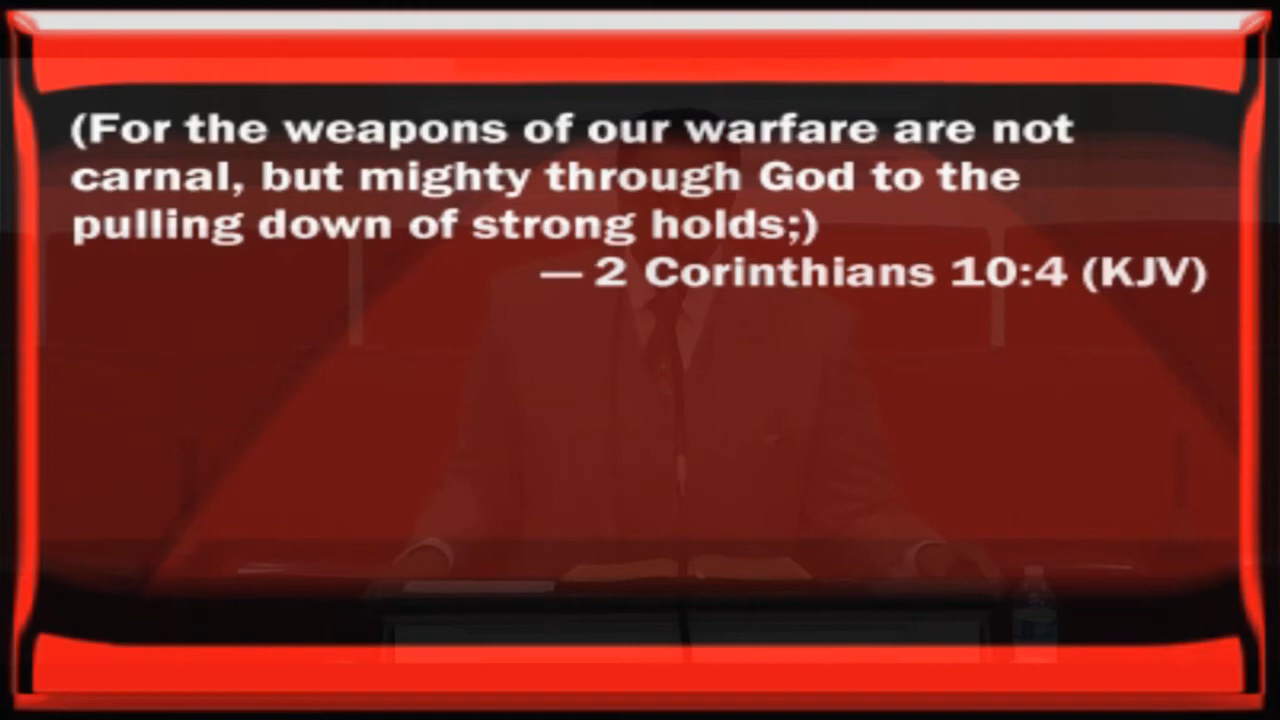 (For the weapons of our warfare are not
carnal, but mighty through God to the
pulling down of strong holds;)
— 2 Corinthians 10:4 (KJV)